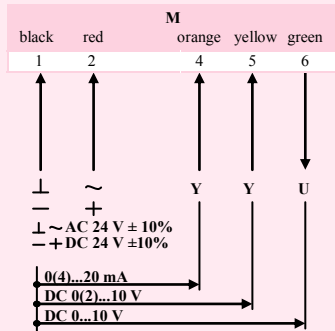 M
black red orange yellow green
1 2 4 5 6
⊥ ~ Y Y U
− +
⊥ ~ AC 24 V ± 10%
− + DC 24 V ±10%
0(4)...20 mA
DC 0(2)...10 V
DC 0...10 V